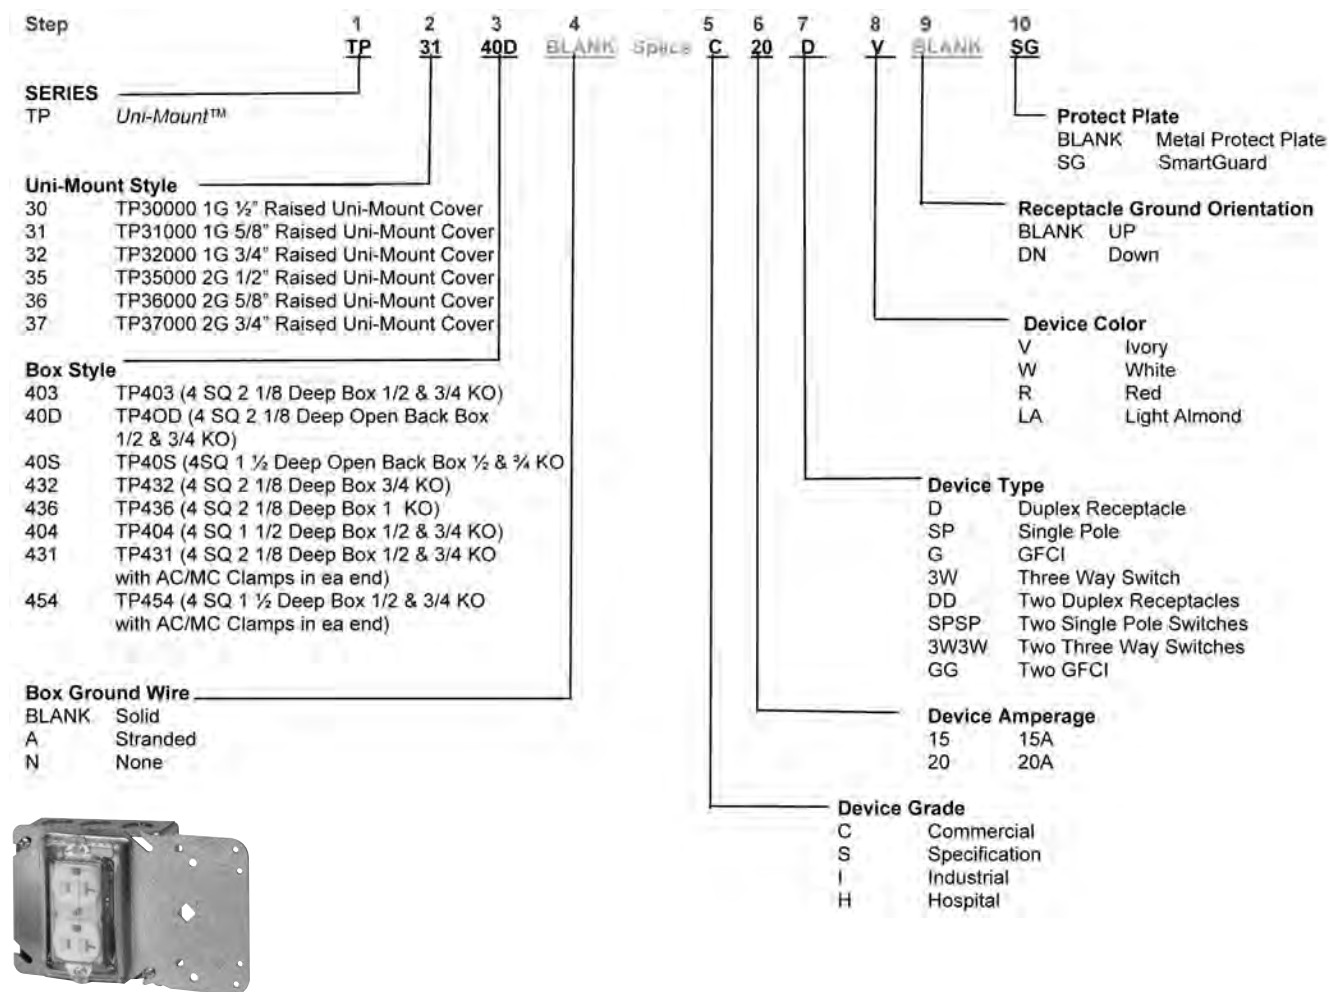 Step 1 2 3 4 5 6 7 8 9 10
TP 31 40D BLANK Space C 20 D V BLANK SG
SERIES
TP Uni-Mount™
Uni-Mount Style
30 TP30000 1G ½” Raised Uni-Mount Cover
31 TP31000 1G 5/8” Raised Uni-Mount Cover
32 TP32000 1G 3/4” Raised Uni-Mount Cover
35 TP35000 2G 1/2” Raised Uni-Mount Cover
36 TP36000 2G 5/8” Raised Uni-Mount Cover
37 TP37000 2G 3/4” Raised Uni-Mount Cover
Box Style
403 TP403 (4 SQ 2 1/8 Deep Box 1/2 & 3/4 KO)
40D TP4OD (4 SQ 2 1/8 Deep Open Back Box
1/2 & 3/4 KO)
40S TP40S (4SQ 1 ½ Deep Open Back Box ½ & ¾ KO
432 TP432 (4 SQ 2 1/8 Deep Box 3/4 KO)
436 TP436 (4 SQ 2 1/8 Deep Box 1 KO)
404 TP404 (4 SQ 1 1/2 Deep Box 1/2 & 3/4 KO)
431 TP431 (4 SQ 2 1/8 Deep Box 1/2 & 3/4 KO
with AC/MC Clamps in ea end)
454 TP454 (4 SQ 1 ½ Deep Box 1/2 & 3/4 KO
with AC/MC Clamps in ea end)
Box Ground Wire
BLANK Solid
A Stranded
N None
Protect Plate
BLANK Metal Protect Plate
SG SmartGuard
Receptacle Ground Orientation
BLANK UP
DN Down
Device Color
V Ivory
W White
R Red
LA Light Almond
Device Type
D Duplex Receptacle
SP Single Pole
G GFCI
3W Three Way Switch
DD Two Duplex Receptacles
SPSP Two Single Pole Switches
3W3W Two Three Way Switches
GG Two GFCI
Device Amperage
15 15A
20 20A
Device Grade
C Commercial
S Specification
I Industrial
H Hospital